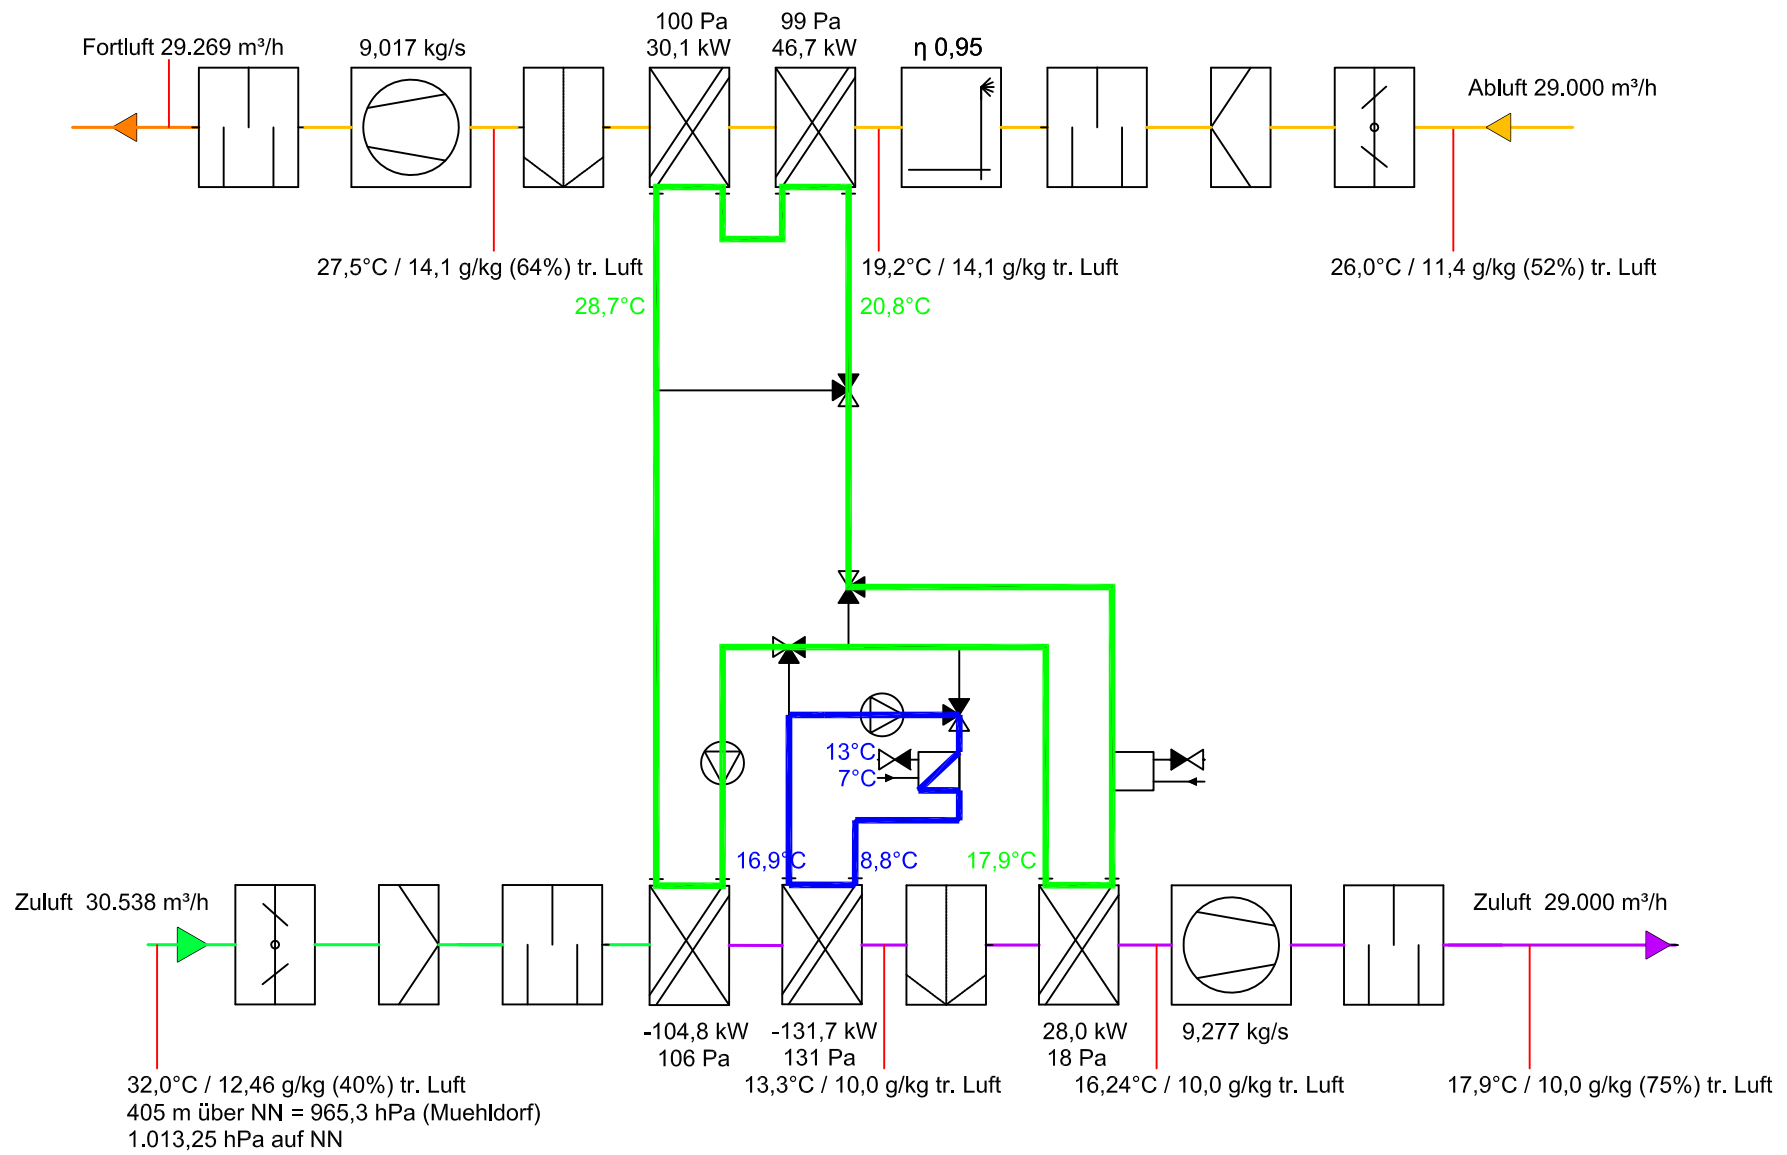 100 Pa
99 Pa
Fortluft 29.269 m³/h
9,017 kg/s
30,1 kW
46,7 kW
η 0,95
Abluft 29.000 m³/h
27,5°C / 14,1 g/kg (64%) tr. Luft
19,2°C / 14,1 g/kg tr. Luft
26,0°C / 11,4 g/kg (52%) tr. Luft
28,7°C
20,8°C
13°C
7°C
16,9°C
8,8°C
17,9°C
Zuluft 30.538 m³/h
Zuluft 29.000 m³/h
-104,8 kW
106 Pa
-131,7 kW
131 Pa
28,0 kW
18 Pa
9,277 kg/s
32,0°C / 12,46 g/kg (40%) tr. Luft
405 m über NN = 965,3 hPa (Muehldorf)
1.013,25 hPa auf NN
13,3°C / 10,0 g/kg tr. Luft
16,24°C / 10,0 g/kg tr. Luft
17,9°C / 10,0 g/kg (75%) tr. Luft